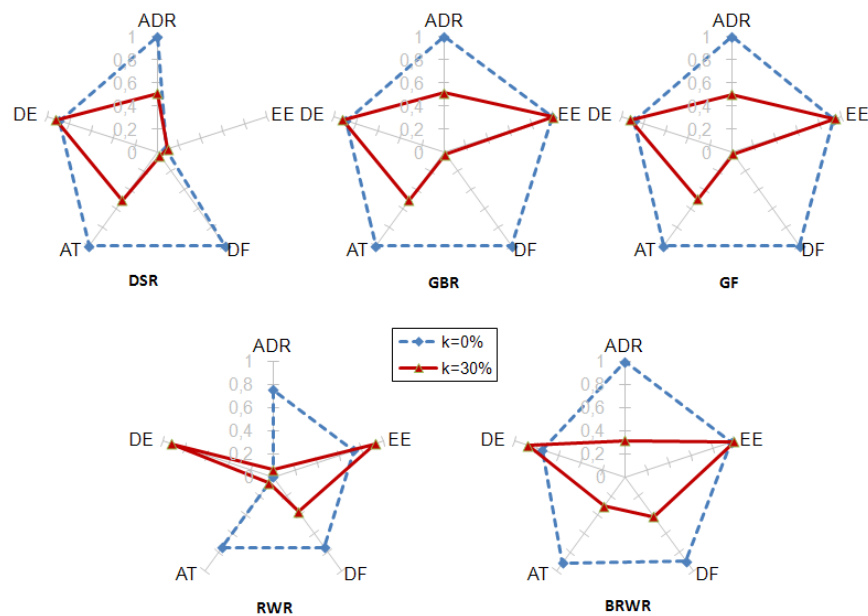 ADR
1
0,8
0,6
0,4
0,2
0
DE
EE
AT
DF
DSR
ADR
1
0,8
0,6
0,4
0,2
0
DE
EE
AT
DF
GBR
ADR
1
0,8
0,6
0,4
0,2
0
DE
EE
AT
DF
GF
k=0%
k=30%
ADR
1
0,8
0,6
0,4
0,2
0
DE
EE
AT
DF
RWR
ADR
1
0,8
0,6
0,4
0,2
0
DE
EE
AT
DF
BRWR